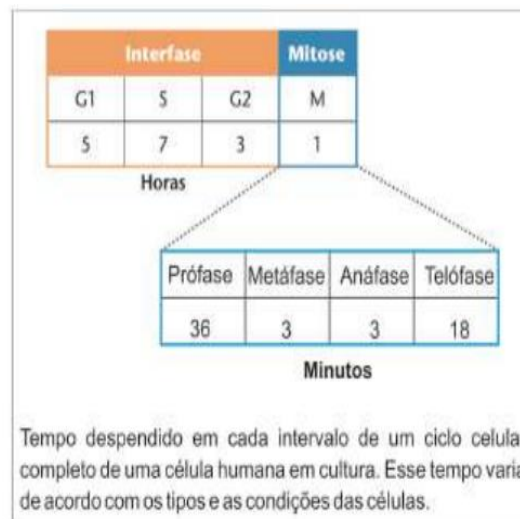 Interfase Mitose
G1 S G2 M
5 7 3 1
Horas
Prófase Metáfase Anáfase Telófase
36 3 3 18
Minutos
Tempo despendido em cada intervalo de um ciclo celula
completo de uma célula humana em cultura. Esse tempo varia
de acordo com os tipos e as condições das células.